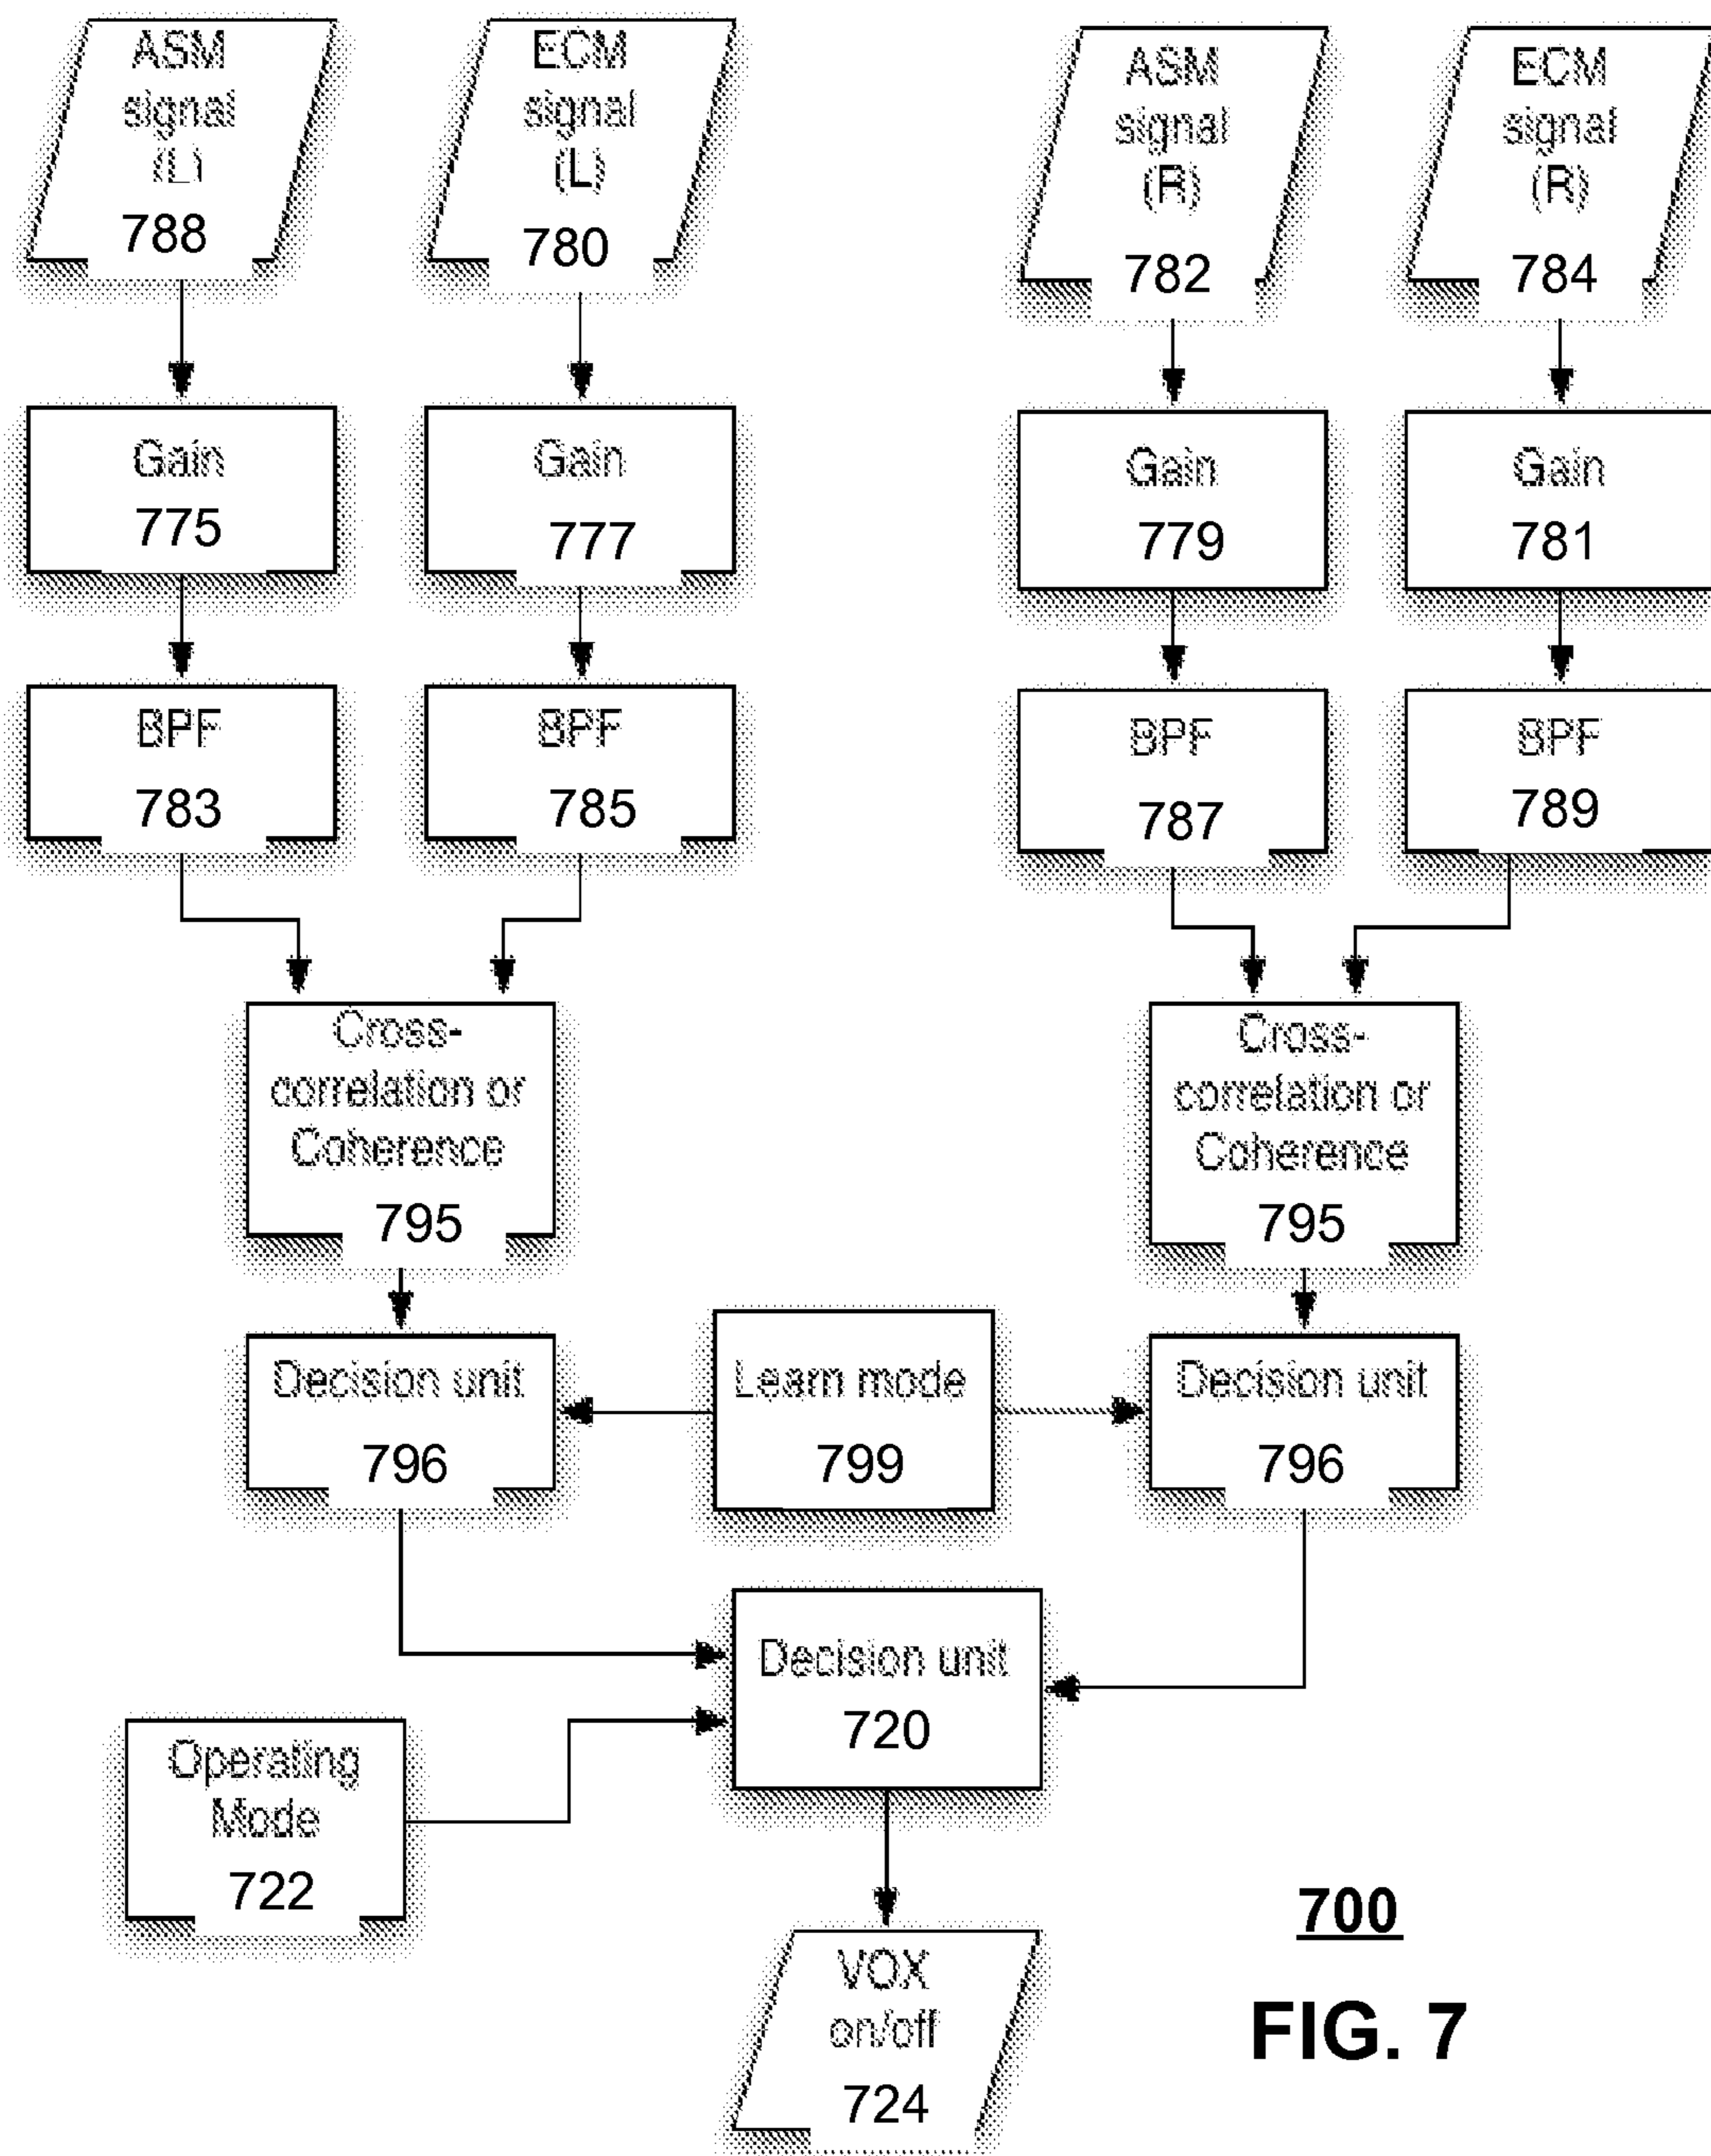 ASM
signal
(L)
788
ECM
signal
(L)
780
ASM
signal
(R)
782
ECM
signal
(R)
784
Gain
775
Gain
777
Gain
779
Gain
781
BPF
783
BPF
785
BPF
787
BPF
789
Cross-
correlation or
Coherence
795
Cross-
correlation or
Coherence
795
Decision unit
796
Learn mode
799
Decision unit
796
Decision unit
720
Operating
Mode
722
VOX
on/off
724
700
FIG. 7